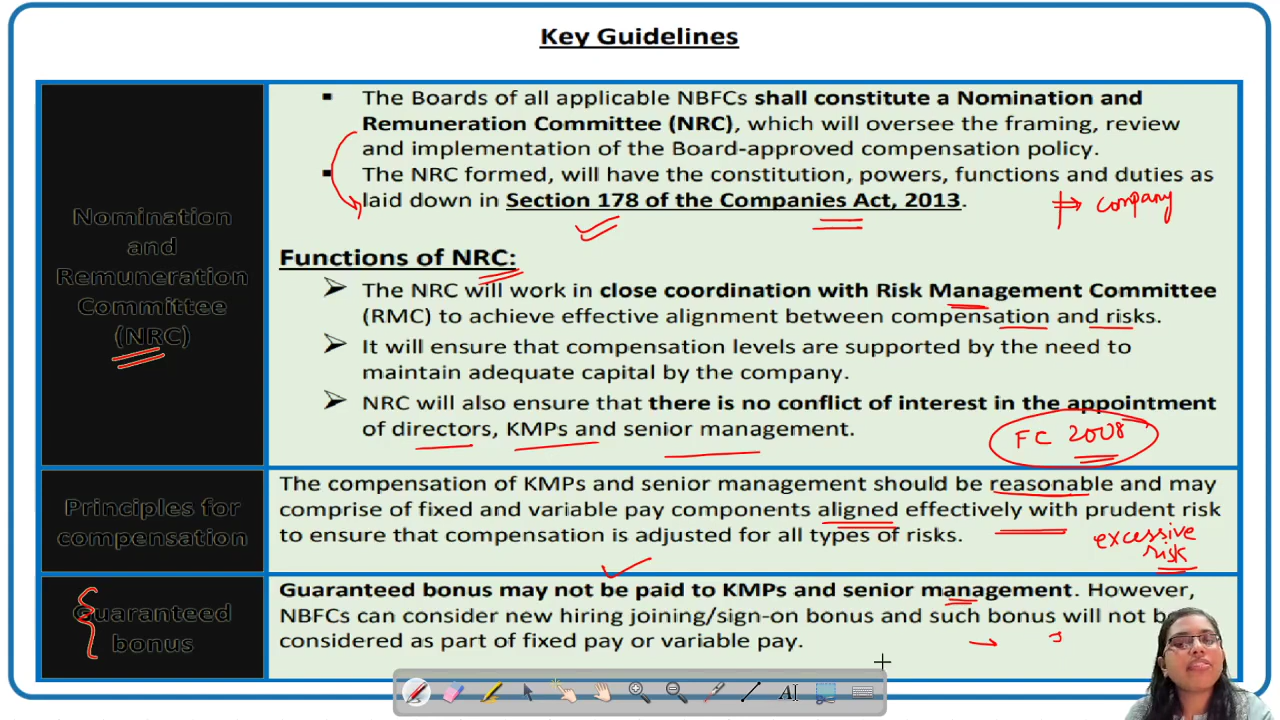 Key Guidelines
Nomination
and
Remuneration
Committee
(NRC)
▪ The Boards of all applicable NBFCs shall constitute a Nomination and
Remuneration Committee (NRC), which will oversee the framing, review
and implementation of the Board-approved compensation policy.
▪ The NRC formed, will have the constitution, powers, functions and duties as
laid down in Section 178 of the Companies Act, 2013.
company
Functions of NRC:
➢ The NRC will work in close coordination with Risk Management Committee
(RMC) to achieve effective alignment between compensation and risks.
➢ It will ensure that compensation levels are supported by the need to
maintain adequate capital by the company.
➢ NRC will also ensure that there is no conflict of interest in the appointment
of directors, KMPs and senior management.
FC 2008
Principles for
compensation
The compensation of KMPs and senior management should be reasonable and may
comprise of fixed and variable pay components aligned effectively with prudent risk
to ensure that compensation is adjusted for all types of risks.
excessive
risk
Guaranteed
bonus
Guaranteed bonus may not be paid to KMPs and senior management. However,
NBFCs can consider new hiring joining/sign-on bonus and such bonus will not be
considered as part of fixed pay or variable pay.